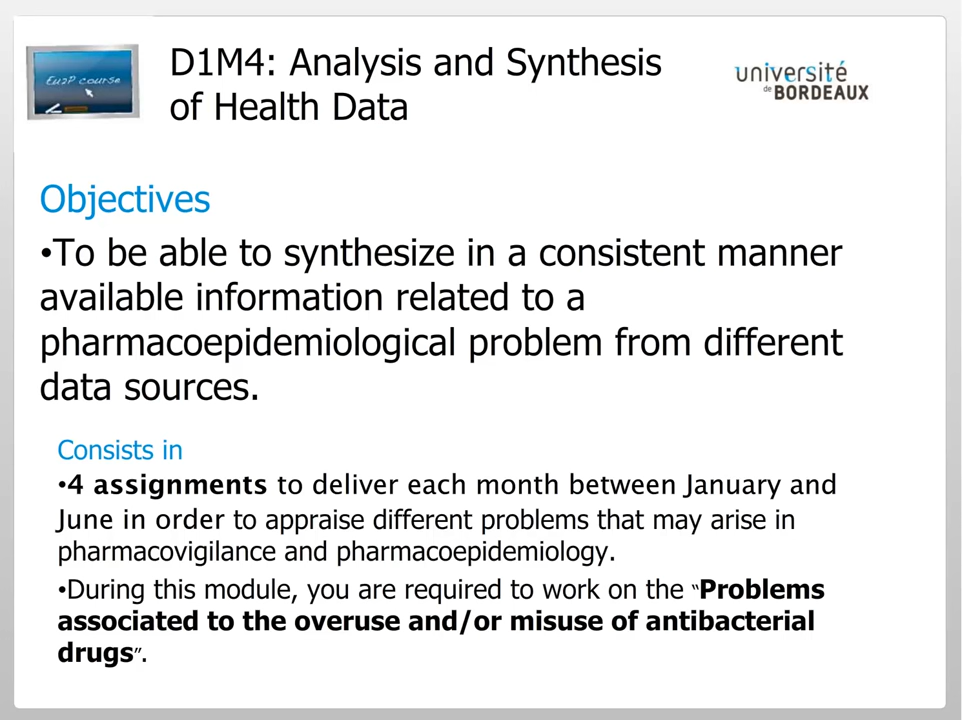 Eu2P course
D1M4: Analysis and Synthesis
of Health Data
université
de BORDEAUX
Objectives
•To be able to synthesize in a consistent manner
available information related to a
pharmacoepidemiological problem from different
data sources.
Consists in
•4 assignments to deliver each month between January and
June in order to appraise different problems that may arise in
pharmacovigilance and pharmacoepidemiology.
•During this module, you are required to work on the “Problems
associated to the overuse and/or misuse of antibacterial
drugs”.